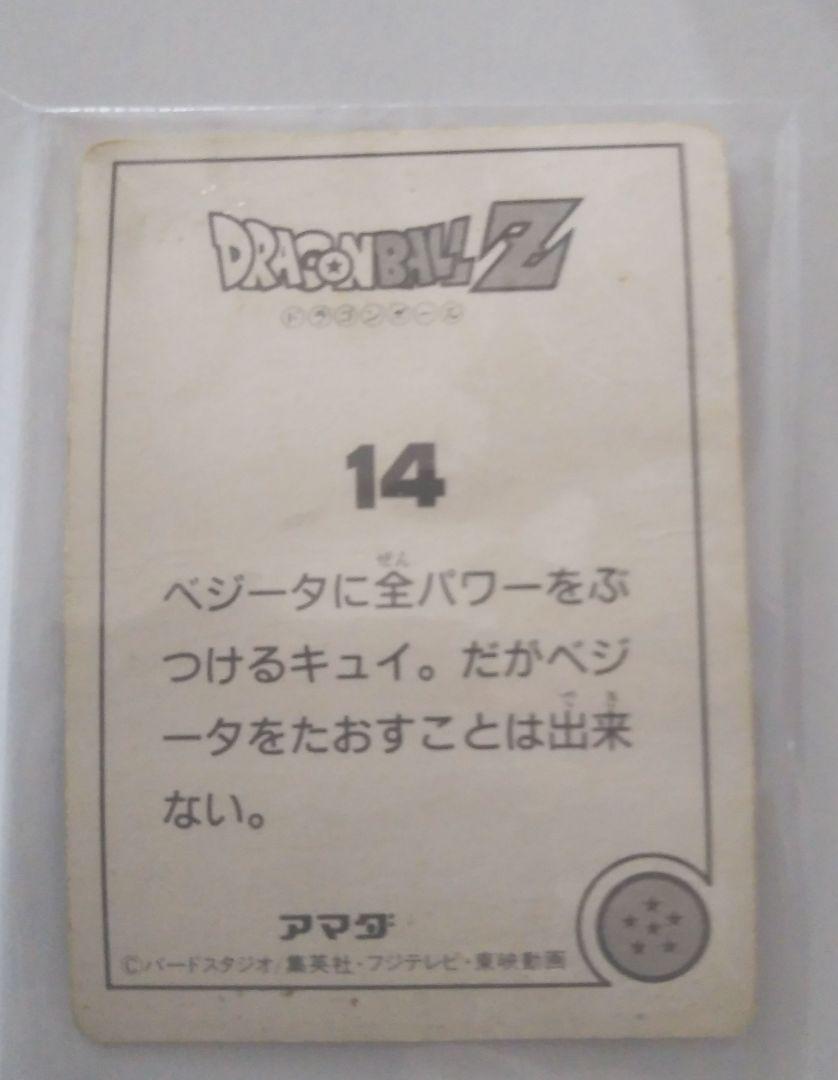 DRAGONBALL Z
ドラゴンボール
14
ベジータに全パワーをぶ
つけるキュイ。だがベジ
ータをたおすことは出来
ない。
アマダ
©バードスタジオ/集英社・フジテレビ・東映動画